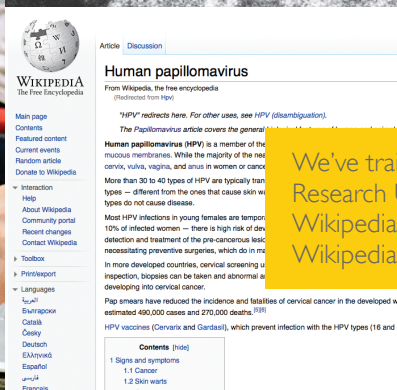 WIKIPEDIA
The Free Encyclopedia
Main page
Contents
Featured content
Current events
Random article
Donate to Wikipedia
Interaction
Help
About Wikipedia
Community portal
Recent changes
Contact Wikipedia
Toolbox
Print/export
Languages
العربية
Български
Català
Česky
Deutsch
Ελληνικά
Español
فارسی
Français
Article Discussion
Human papillomavirus
From Wikipedia, the free encyclopedia
(Redirected from Hpv)
"HPV" redirects here. For other uses, see HPV (disambiguation).
The Papillomavirus article covers the general
Human papillomavirus (HPV) is a member of the
mucous membranes. While the majority of the
cervix, vulva, vagina, and anus in women or
More than 30 to 40 types of HPV are typically
types — different from the ones that cause skin
types do not cause disease.
Most HPV infections in young females are
10% of infected women — there is high risk of
detection and treatment of the pre-cancerous
necessitating preventive surgeries, which do in
In more developed countries, cervical screening
inspection, biopsies can be taken and abnormal
developing into cervical cancer.
Pap smears have reduced the incidence and fatalities of cervical cancer in the developed
estimated 490,000 cases and 270,000 deaths.[5][6]
HPV vaccines (Cervarix and Gardasil), which prevent infection with the HPV types (16 and
Contents [hide]
1 Signs and symptoms
1.1 Cancer
1.2 Skin warts
We've
Research
Wikipedia
Wikipedia